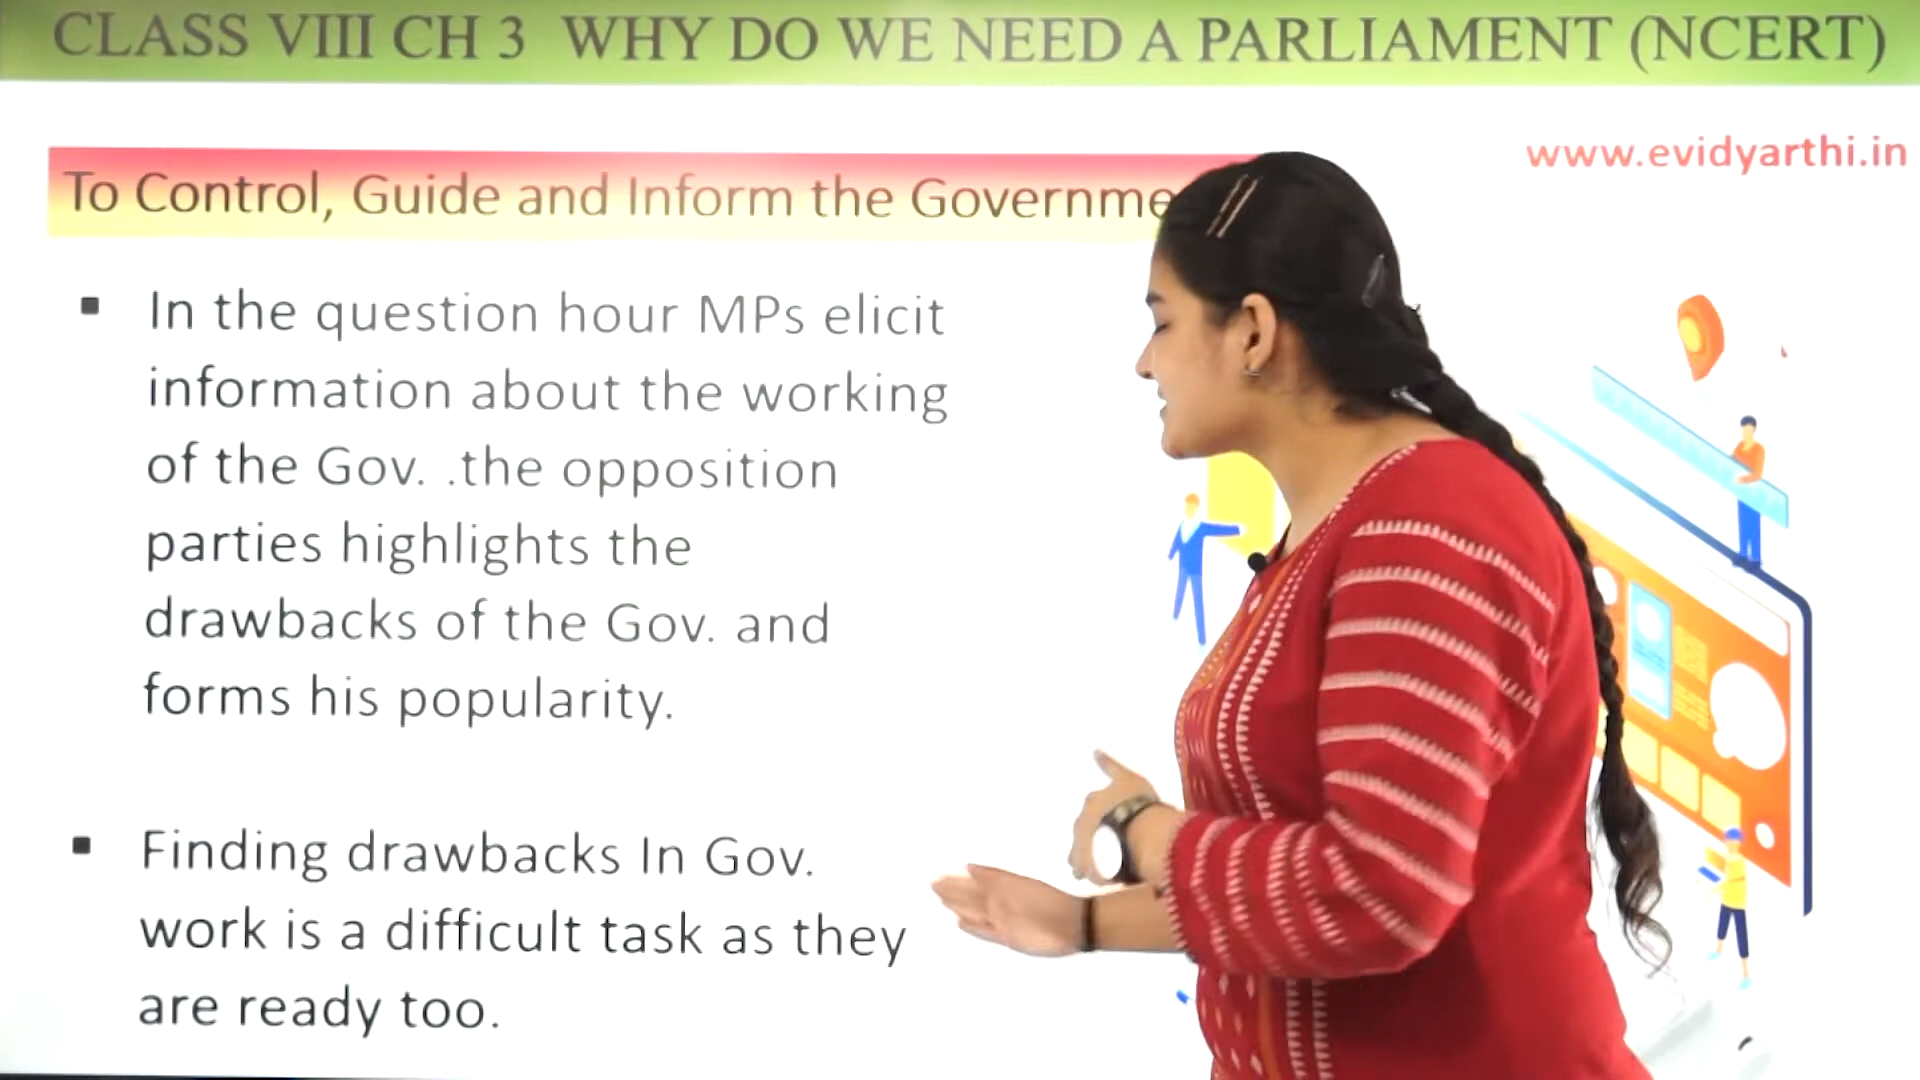 CLASS VIII CH 3 WHY DO WE NEED A PARLIAMENT (NCERT)
www.evidyarthi.in
To Control, Guide and Inform the Governme
▪ In the question hour MPs elicit
information about the working
of the Gov. .the opposition
parties highlights the
drawbacks of the Gov. and
forms his popularity.
▪ Finding drawbacks In Gov.
work is a difficult task as they
are ready too.